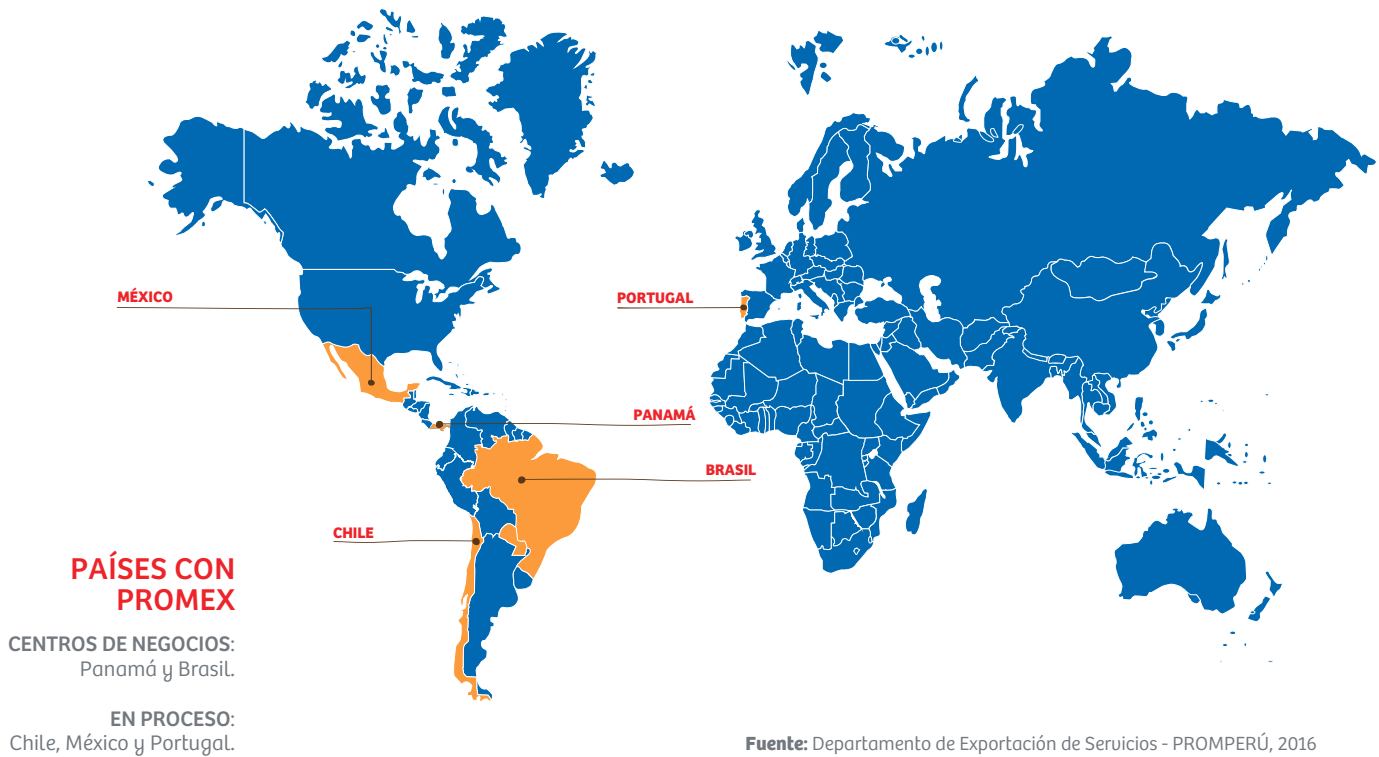 MÉXICO
PORTUGAL
PANAMÁ
BRASIL
CHILE
PAÍSES CON
PROMEX
CENTROS DE NEGOCIOS:
Panamá y Brasil.
EN PROCESO:
Chile, México y Portugal.
Fuente: Departamento de Exportación de Servicios - PROMPERÚ, 2016